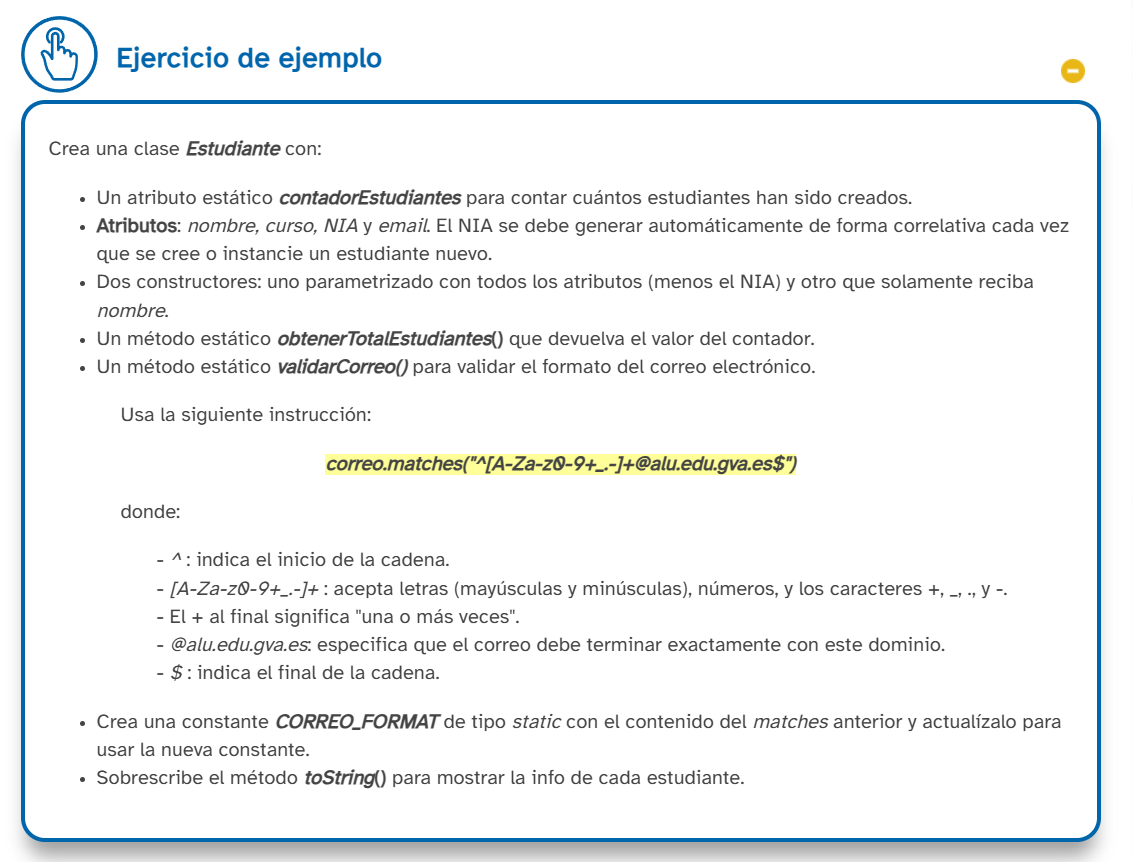 Ejercicio de ejemplo
Crea una clase Estudiante con:
• Un atributo estático contadorEstudiantes para contar cuántos estudiantes han sido creados.
• Atributos: nombre, curso, NIA y email. El NIA se debe generar automáticamente de forma correlativa cada vez
que se cree o instancie un estudiante nuevo.
• Dos constructores: uno parametrizado con todos los atributos (menos el NIA) y otro que solamente reciba
nombre.
• Un método estático obtenerTotalEstudiantes() que devuelva el valor del contador.
• Un método estático validarCorreo() para validar el formato del correo electrónico.
Usa la siguiente instrucción:
correo.matches("^[A-Za-z0-9+_.-]+@alu.edu.gva.es$")
donde:
- ^ : indica el inicio de la cadena.
- [A-Za-z0-9+_.-]+ : acepta letras (mayúsculas y minúsculas), números, y los caracteres +, _, ., y -.
- El + al final significa "una o más veces".
- @alu.edu.gva.es: especifica que el correo debe terminar exactamente con este dominio.
- $ : indica el final de la cadena.
• Crea una constante CORREO_FORMAT de tipo static con el contenido del matches anterior y actualízalo para
usar la nueva constante.
• Sobrescribe el método toString() para mostrar la info de cada estudiante.